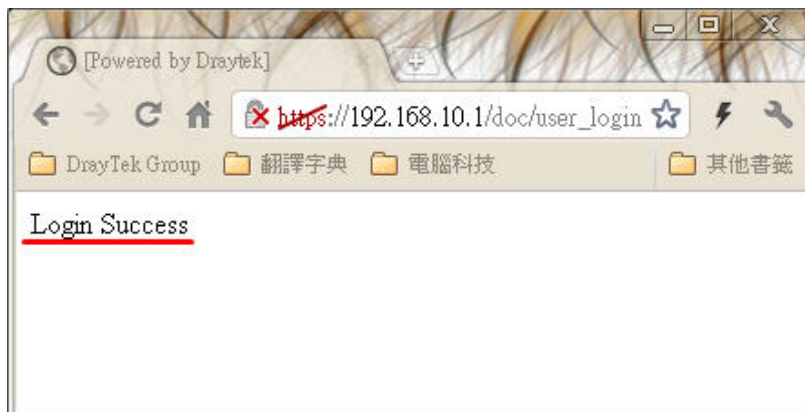 [Powered by Draytek]
https://192.168.10.1/doc/user_login
DrayTek Group 翻譯字典 電腦科技 其他書籤
Login Success